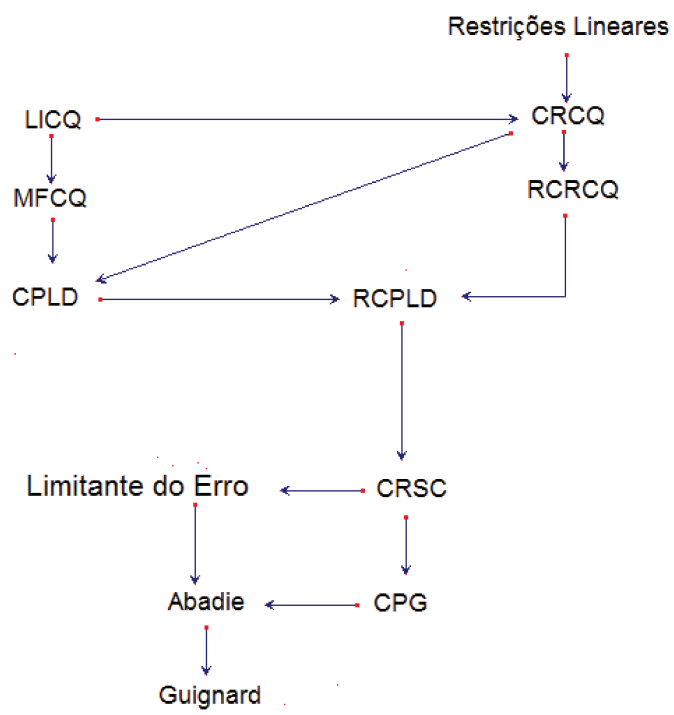 Restrições Lineares
LICQ
CRCQ
MFCQ
RCRCQ
CPLD
RCPLD
Limitante do Erro
CRSC
Abadie
CPG
Guignard